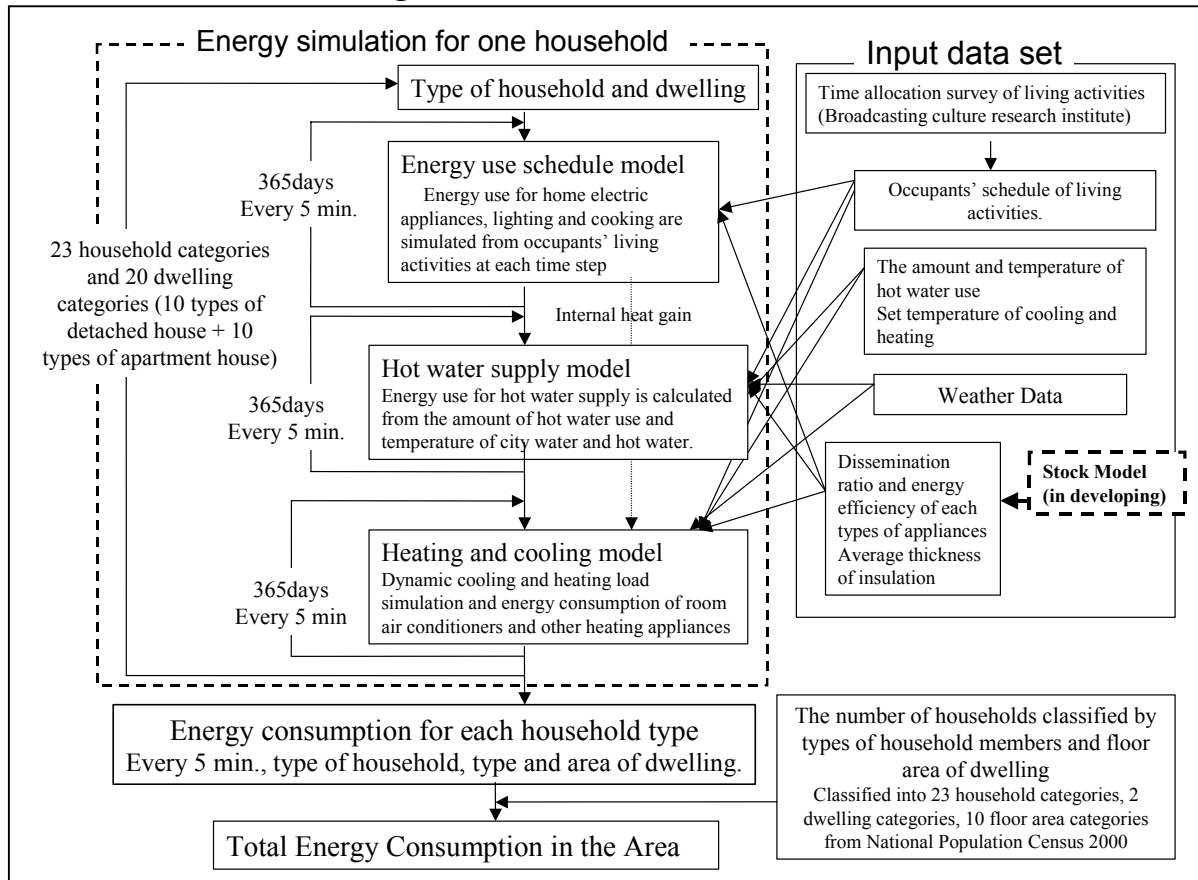 Energy simulation for one household
Type of household and dwelling
365days
Every 5 min.
Energy use schedule model
Energy use for home electric
appliances, lighting and cooking are
simulated from occupants' living
activities at each time step
23 household categories
and 20 dwelling
categories (10 types of
detached house + 10
types of apartment house)
Internal heat gain
365days
Every 5 min.
Hot water supply model
Energy use for hot water supply is calculated
from the amount of hot water use and
temperature of city water and hot water.
365days
Every 5 min
Heating and cooling model
Dynamic cooling and heating load
simulation and energy consumption of room
air conditioners and other heating appliances
Input data set
Time allocation survey of living activities
(Broadcasting culture research institute)
Occupants' schedule of living
activities.
The amount and temperature of
hot water use
Set temperature of cooling and
heating
Weather Data
Dissemination
ratio and energy
efficiency of each
types of appliances
Average thickness
of insulation
Stock Model
(in developing)
Energy consumption for each household type
Every 5 min., type of household, type and area of dwelling.
The number of households classified by
types of household members and floor
area of dwelling
Classified into 23 household categories, 2
dwelling categories, 10 floor area categories
from National Population Census 2000
Total Energy Consumption in the Area